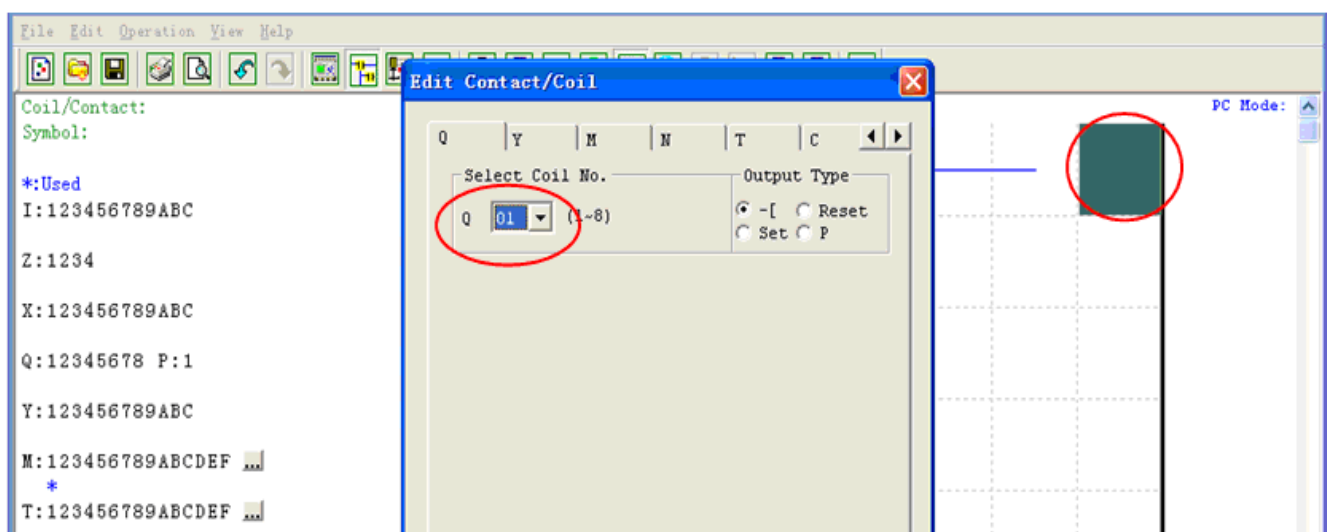 File Edit Operation View Help
Edit Contact/Coil
Coil/Contact:
Symbol:
*:Used
I:123456789ABC
Z:1234
X:123456789ABC
Q:12345678 P:1
Y:123456789ABC
M:123456789ABCDEF ...
*
T:123456789ABCDEF ...
Q Y M N T C
Select Coil No.
Q 01 (1~8)
Output Type
-[ Reset
Set P
PC Mode: